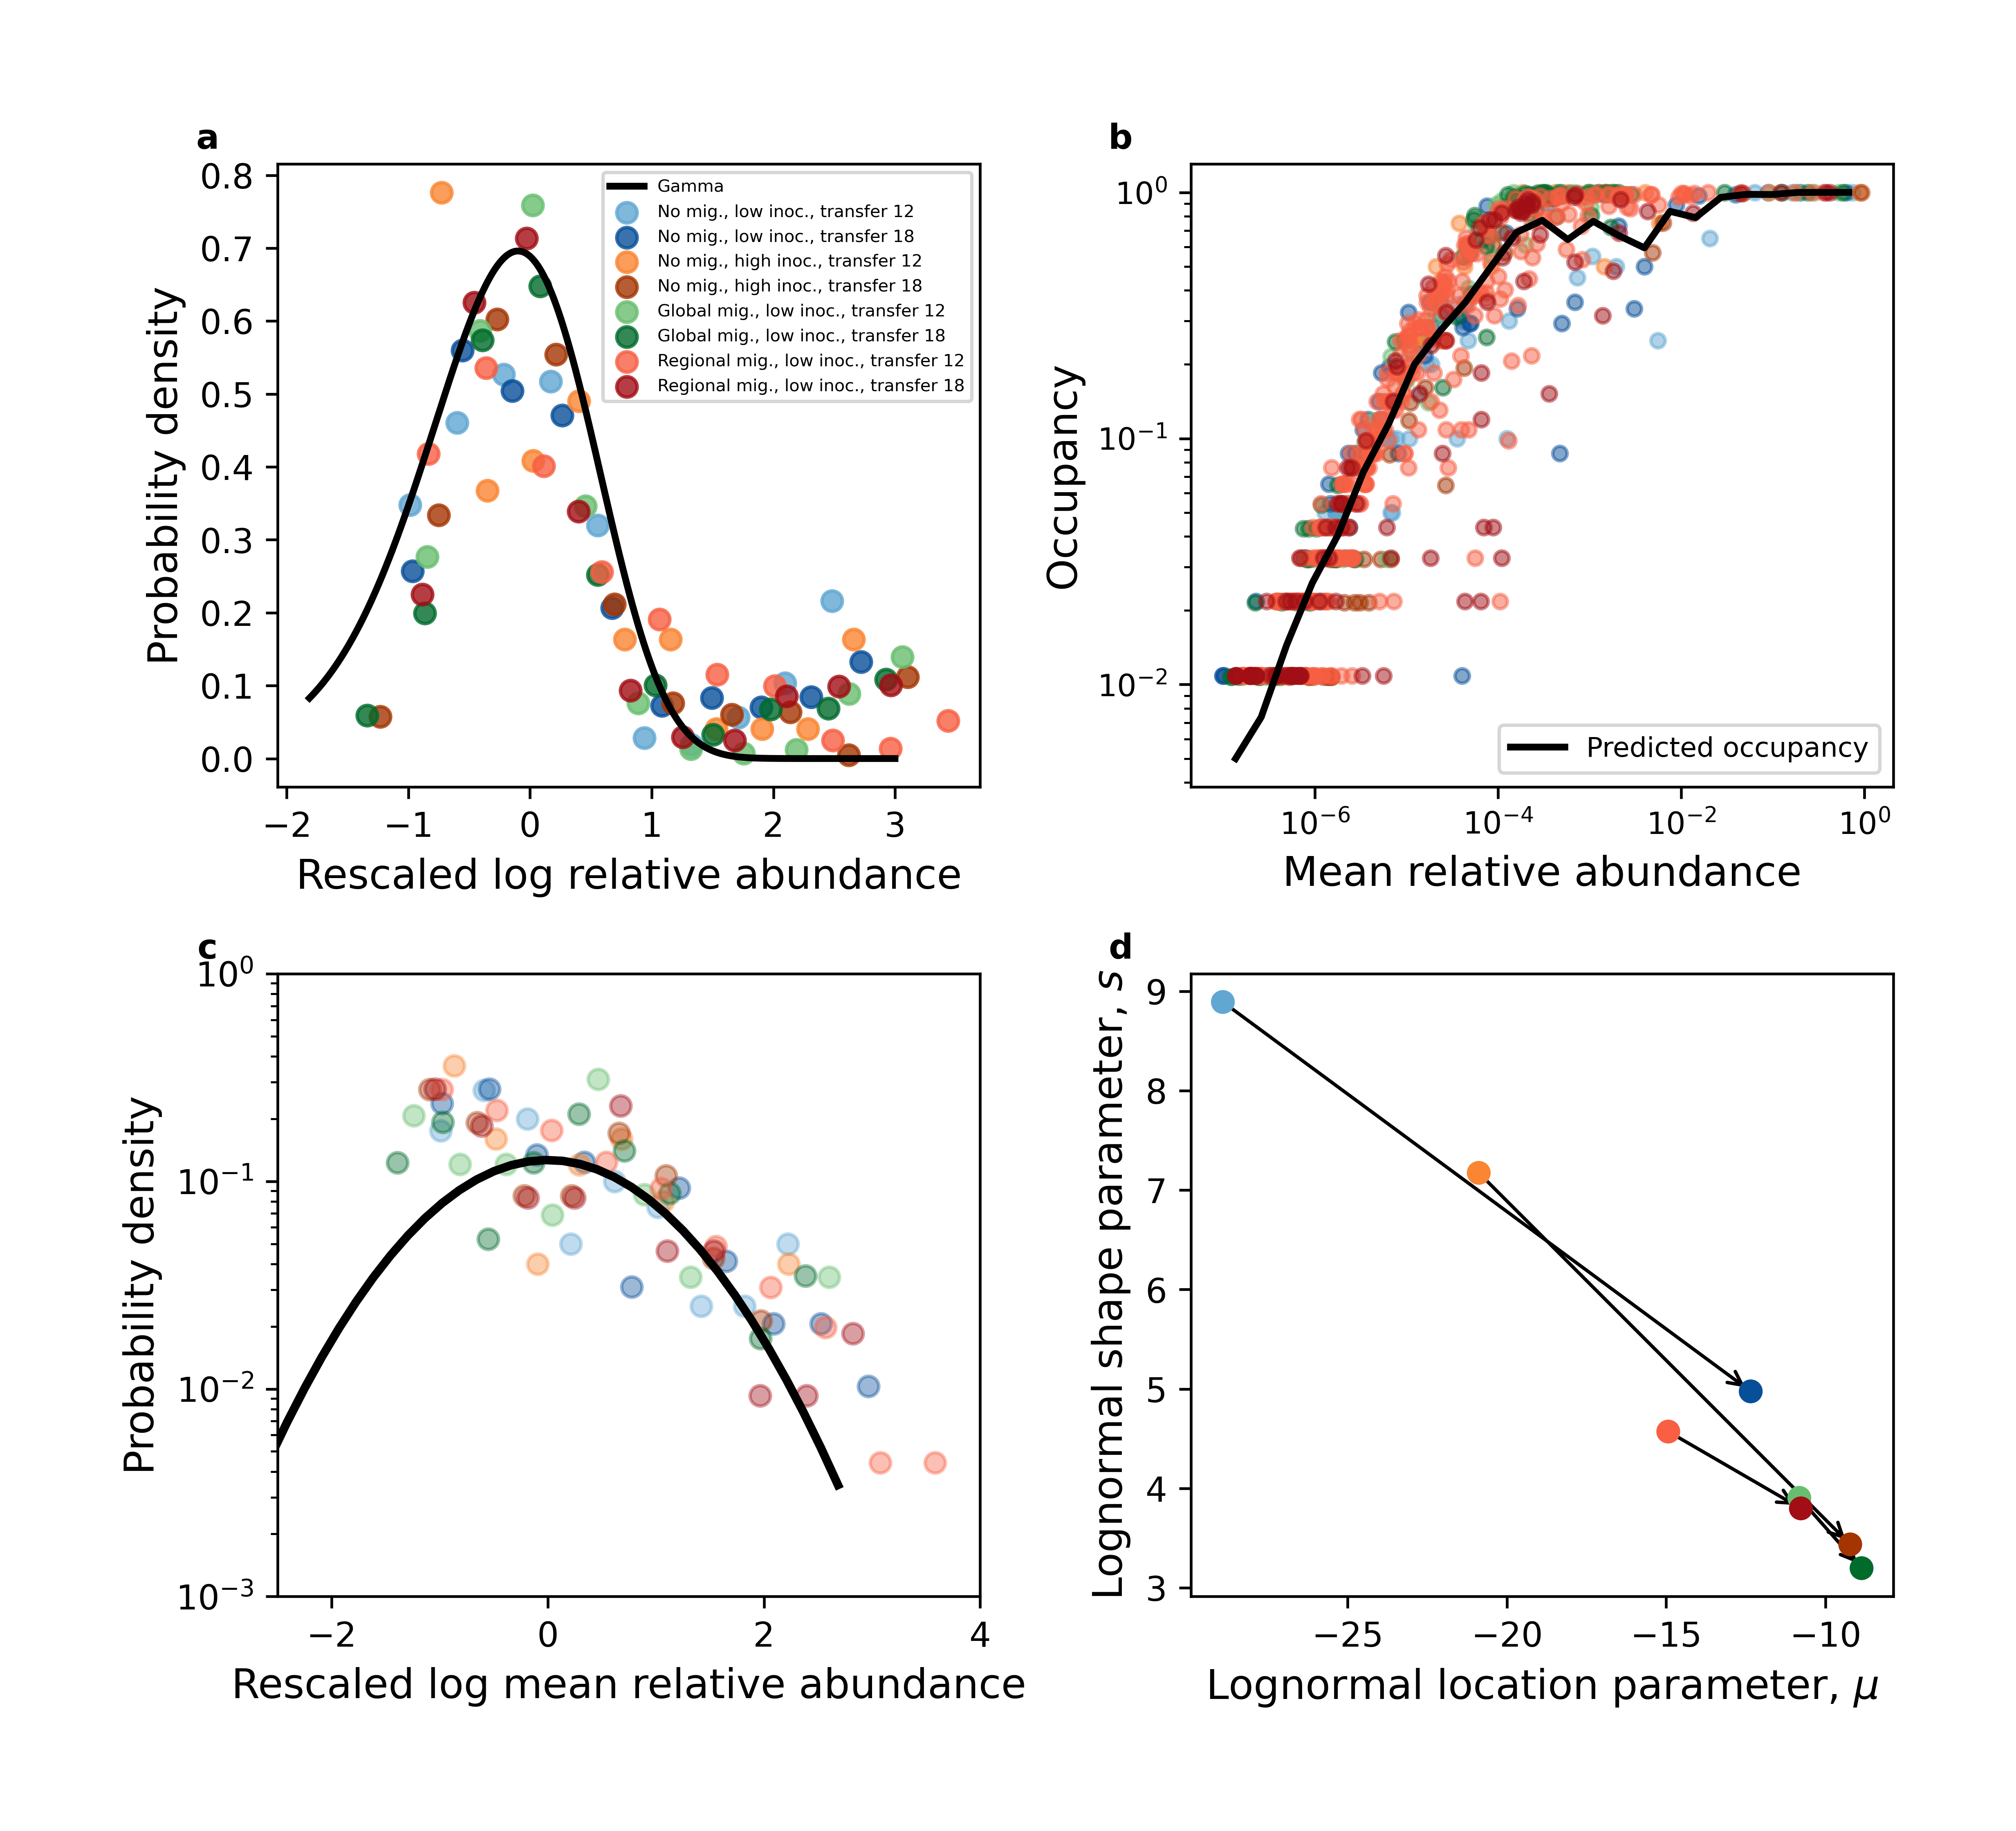 a
0.8
0.7
0.6
0.5
0.4
0.3
0.2
0.1
0.0
Probability density
−2 −1 0 1 2 3
Rescaled log relative abundance
Gamma
No mig., low inoc., transfer 12
No mig., low inoc., transfer 18
No mig., high inoc., transfer 12
No mig., high inoc., transfer 18
Global mig., low inoc., transfer 12
Global mig., low inoc., transfer 18
Regional mig., low inoc., transfer 12
Regional mig., low inoc., transfer 18
b
10⁰
10⁻¹
10⁻²
Occupancy
10⁻⁶ 10⁻⁴ 10⁻² 10⁰
Mean relative abundance
Predicted occupancy
c
10⁰
10⁻¹
10⁻²
10⁻³
Probability density
−2 0 2 4
Rescaled log mean relative abundance
d
9
8
7
6
5
4
3
Lognormal shape parameter, s
−25 −20 −15 −10
Lognormal location parameter, μ